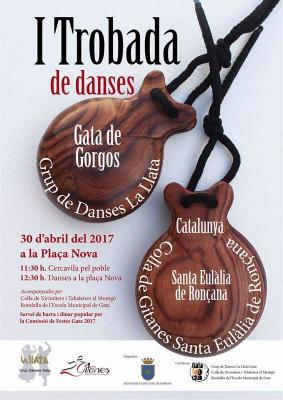 I Trobada
de danses
Gata de
Gorgos
Grup de Danses La Llata
Catalunya
Santa Eulàlia
de Ronçana
Colla de Gitanes Santa Eulàlia de Ronçana
30 d'abril del 2017
a la Plaça Nova
11:30 h. Cercavila pel poble
12:30 h. Danses a la plaça Nova
Acompanyades per
Colla de Xirimiters i Tabaleters el Montgó
Rondalla de l'Escola Municipal de Gata
Servei de barra i dinar popular per
la Comissió de Festes Gata 2017
LA llATA
Grup Danses Gata
Gitanes
Organitza
AJUNTAMENT DE GATA DE GORGOS
Grup de Danses La Llata Gata
Colla de Xirimiters i Tabaleters el Montgó
Rondalla de l'Escola Municipal de Gata